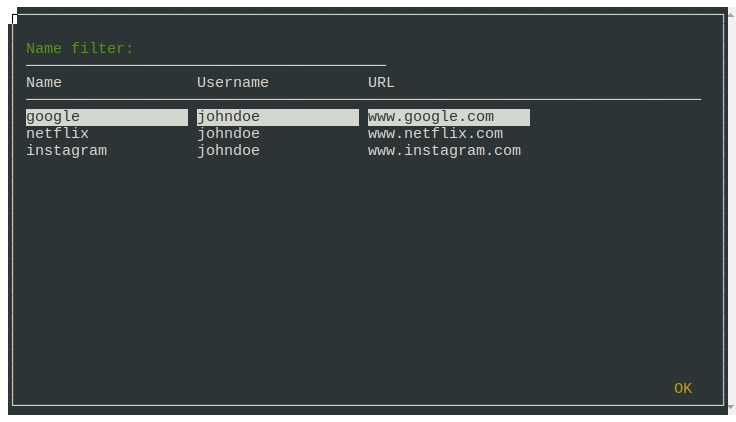 Name filter:
Name Username URL
google johndoe www.google.com
netflix johndoe www.netflix.com
instagram johndoe www.instagram.com
OK